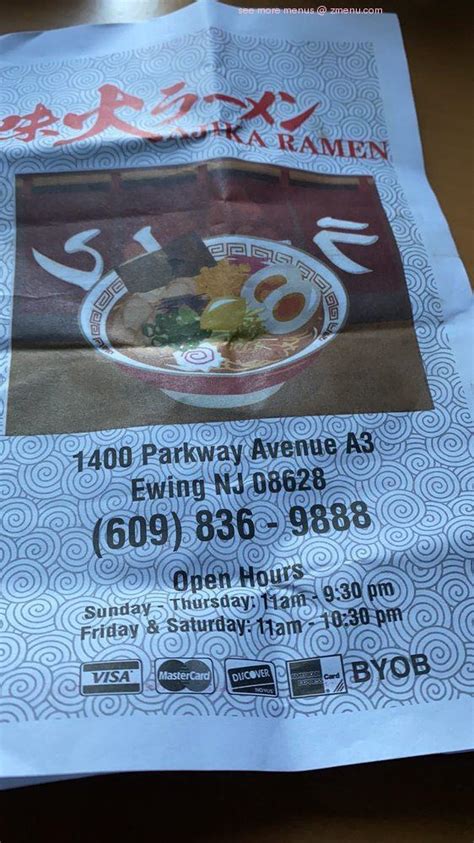 see more menus @ zmenu.com
味火ラーメン
AJIKA RAMEN
1400 Parkway Avenue A3
Ewing NJ 08628
(609) 836 - 9888
Open Hours
Sunday - Thursday: 11am - 9:30 pm
Friday & Saturday: 11am - 10:30 pm
VISA MasterCard DISCOVER Card BYOB